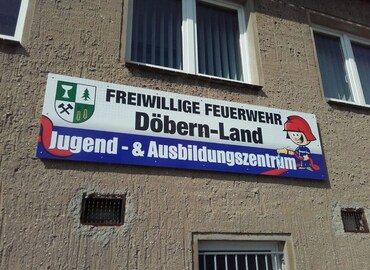 FREIWILLIGE FEUERWEHR
Döbern-Land
Jugend - & Ausbildungszentrum